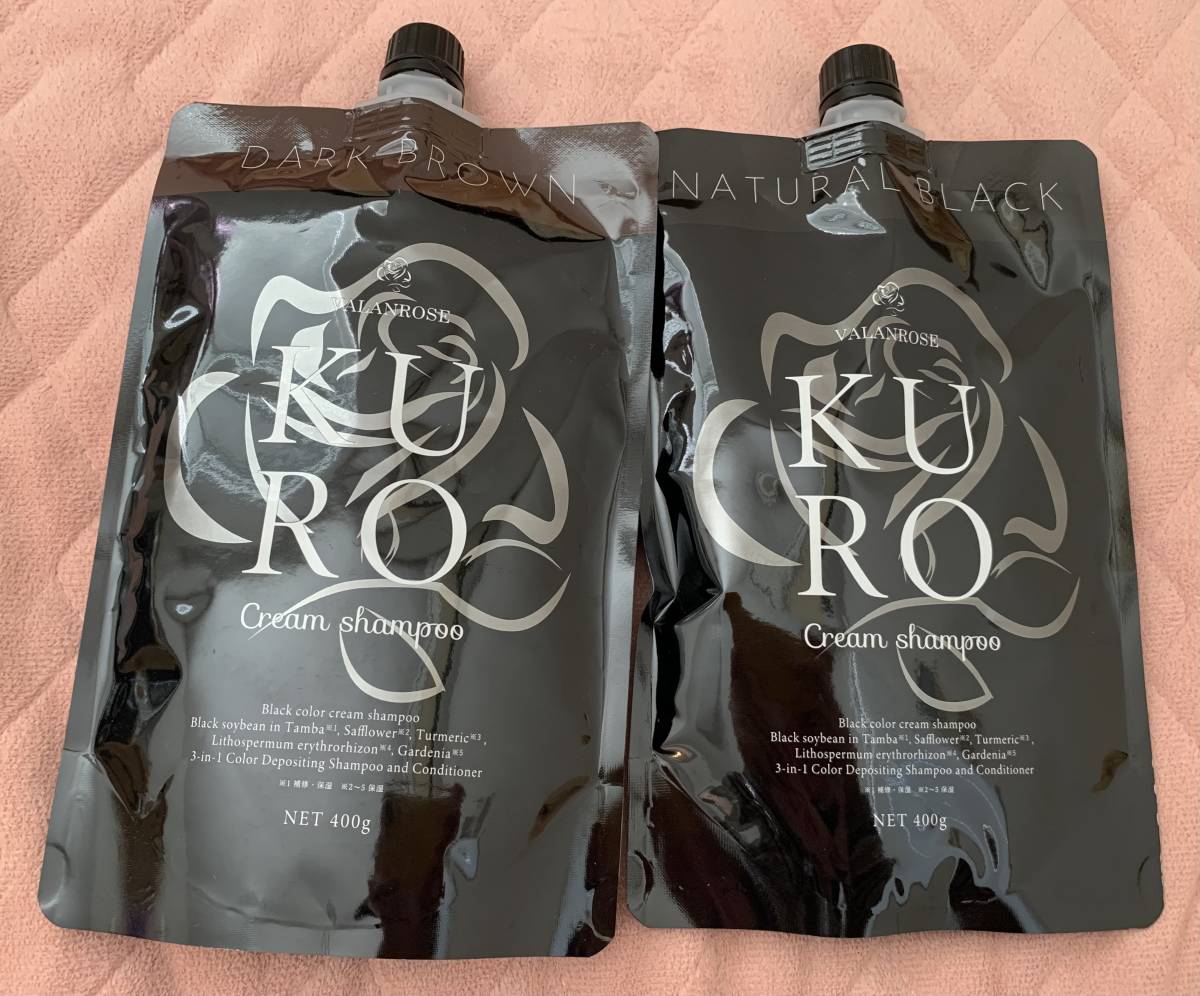 DARK BROWN
VALANROSE
KU
RO
Cream shampoo
Black color cream shampoo
Black soybean in Tamba※1, Safflower※2, Turmeric※3,
Lithospermum erythrorhizon※4, Gardenia※5
3-in-1 Color Depositing Shampoo and Conditioner
※1 補修・保湿 ※2～5 保湿
NET 400g
NATURAL BLACK
VALANROSE
KU
RO
Cream shampoo
Black color cream shampoo
Black soybean in Tamba※1, Safflower※2, Turmeric※3,
Lithospermum erythrorhizon※4, Gardenia※5
3-in-1 Color Depositing Shampoo and Conditioner
※1 補修・保湿 ※2～5 保湿
NET 400g